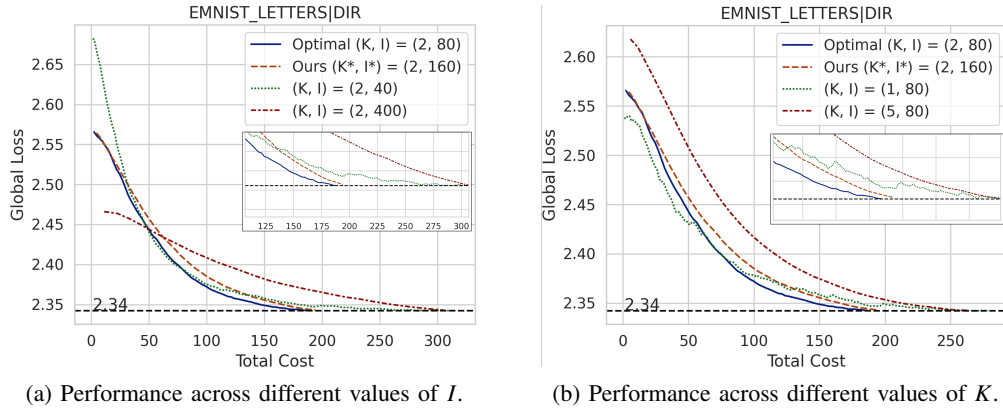 EMNIST_LETTERS|DIR
Optimal (K, I) = (2, 80)
Ours (K*, I*) = (2, 160)
(K, I) = (2, 40)
(K, I) = (2, 400)
Global Loss
2.65
2.60
2.55
2.50
2.45
2.40
2.35
2.34
125 150 175 200 225 250 275 300
0 50 100 150 200 250 300
Total Cost
(a) Performance across different values of I.
EMNIST_LETTERS|DIR
Optimal (K, I) = (2, 80)
Ours (K*, I*) = (2, 160)
(K, I) = (1, 80)
(K, I) = (5, 80)
Global Loss
2.60
2.55
2.50
2.45
2.40
2.35
2.34
0 50 100 150 200 250
Total Cost
(b) Performance across different values of K.